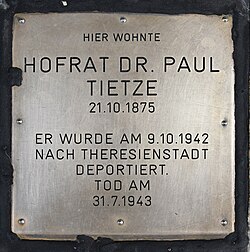 HIER WOHNTE
HOFRAT DR. PAUL
TIETZE
21.10.1875
ER WURDE AM 9.10.1942
NACH THERESIENSTADT
DEPORTIERT.
TOD AM
31.7.1943